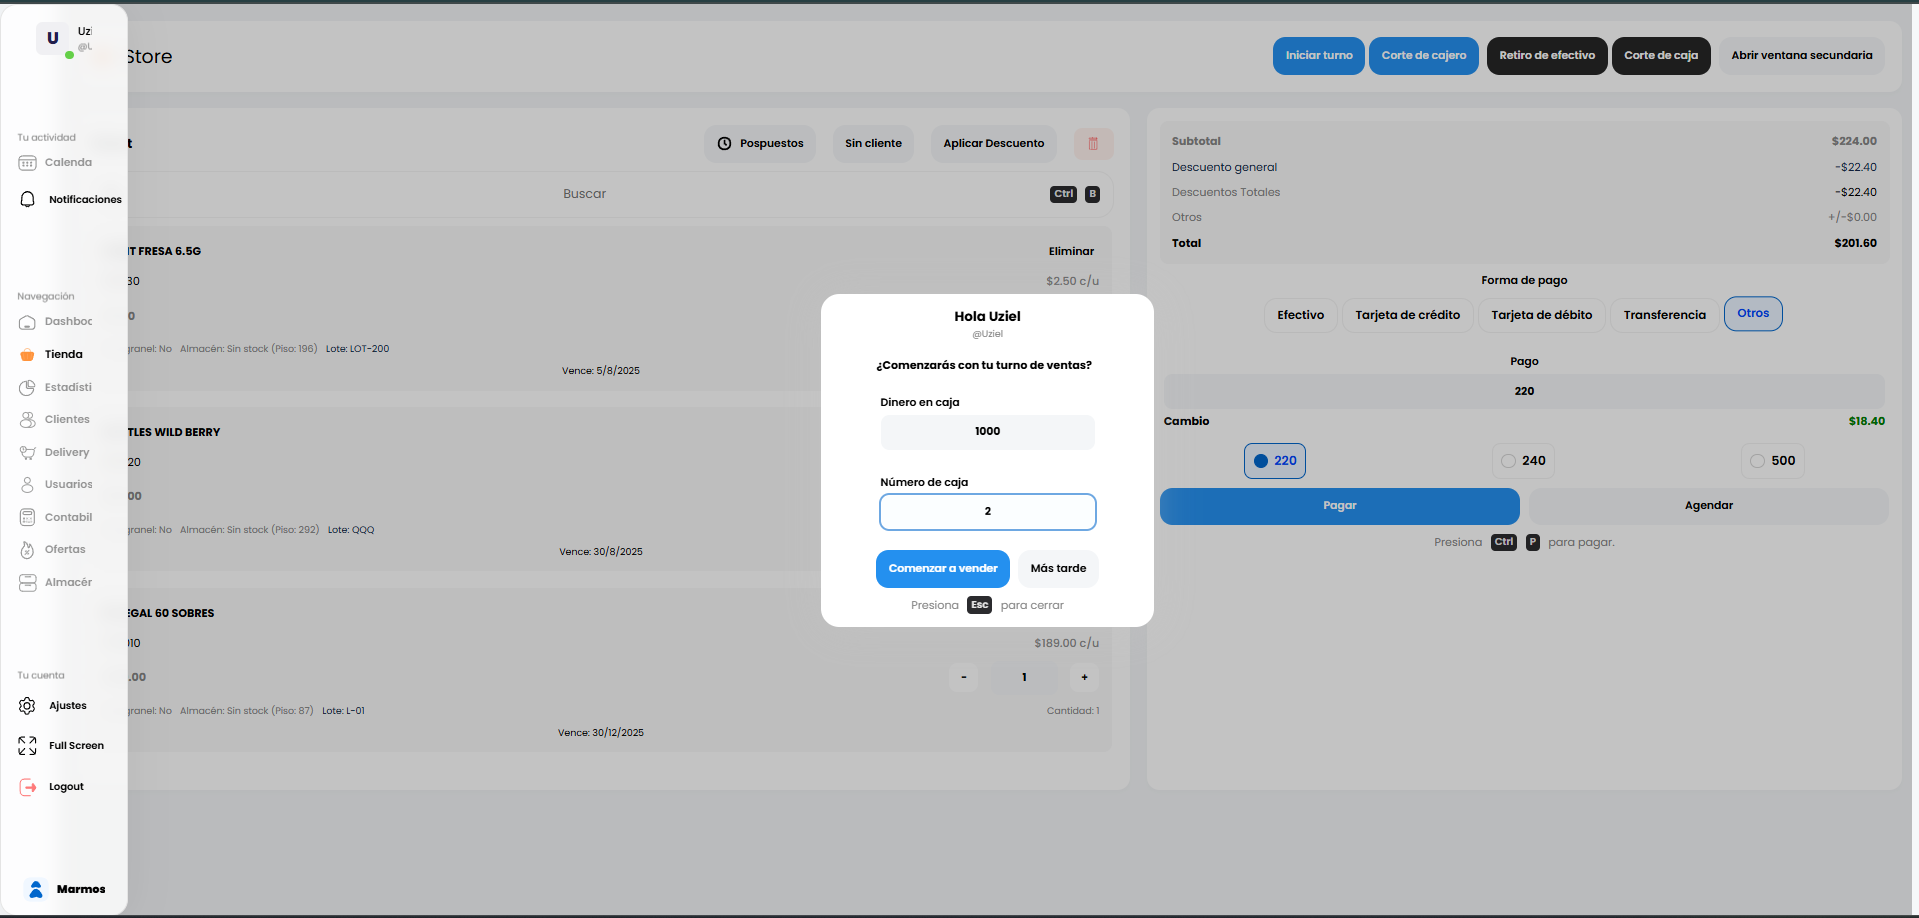 U
Uzi
@U
Tu actividad
Calenda
Notificaciones
Navegación
Dashboc
Tienda
Estadísti
Clientes
Delivery
Usuarios
Contabil
Ofertas
Almacén
Tu cuenta
Ajustes
Full Screen
Logout
Marmos
Store
Iniciar turno
Corte de cajero
Retiro de efectivo
Corte de caja
Abrir ventana secundaria
t
Pospuestos
Sin cliente
Aplicar Descuento
Buscar
Ctrl B
T FRESA 6.5G
Eliminar
30
$2.50 c/u
0
granel: No Almacén: Sin stock (Piso: 196) Lote: LOT-200
Vence: 5/8/2025
TLES WILD BERRY
20
00
granel: No Almacén: Sin stock (Piso: 292) Lote: QQQ
Vence: 30/8/2025
EGAL 60 SOBRES
010
$189.00 c/u
.00
- 1 +
granel: No Almacén: Sin stock (Piso: 87) Lote: L-01
Cantidad: 1
Vence: 30/12/2025
Hola Uziel
@Uziel
¿Comenzarás con tu turno de ventas?
Dinero en caja
1000
Número de caja
2
Comenzar a vender
Más tarde
Presiona Esc para cerrar
Subtotal $224.00
Descuento general -$22.40
Descuentos Totales -$22.40
Otros +/-$0.00
Total $201.60
Forma de pago
Efectivo
Tarjeta de crédito
Tarjeta de débito
Transferencia
Otros
Pago
220
Cambio $18.40
220
240
500
Pagar
Agendar
Presiona Ctrl P para pagar.